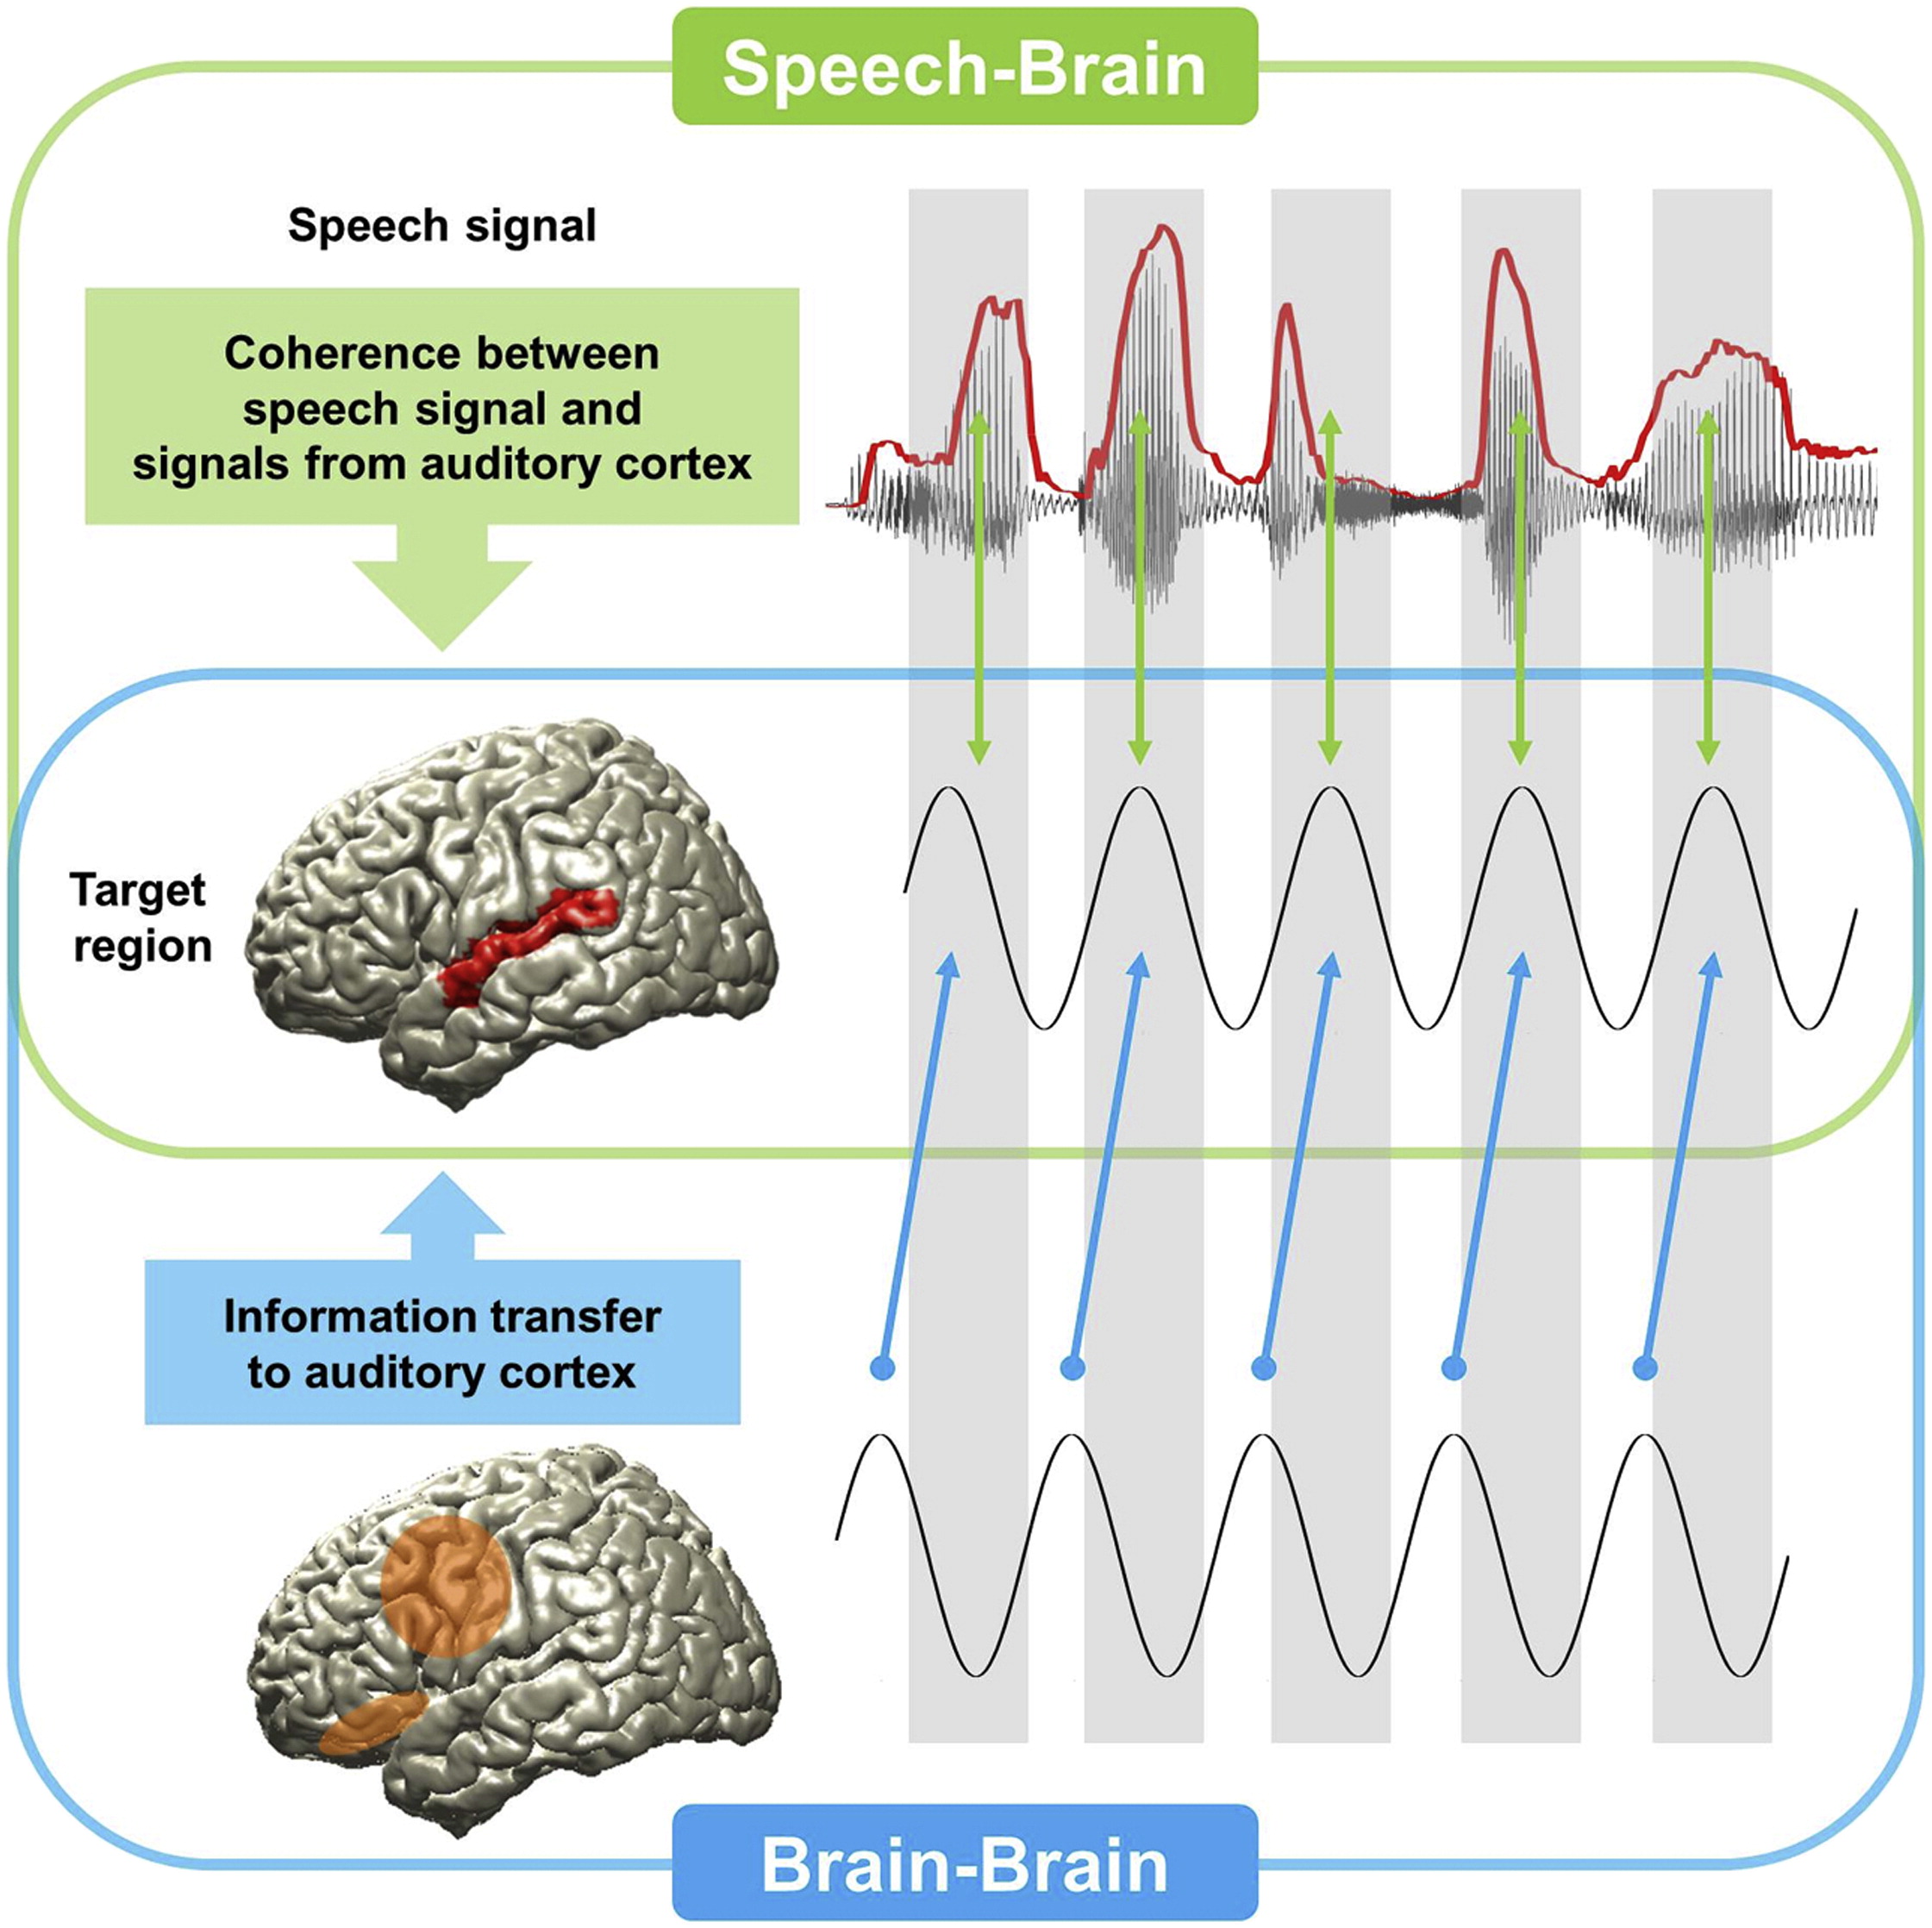 Speech-Brain
Speech signal
Coherence between
speech signal and
signals from auditory cortex
Target
region
Information transfer
to auditory cortex
Brain-Brain